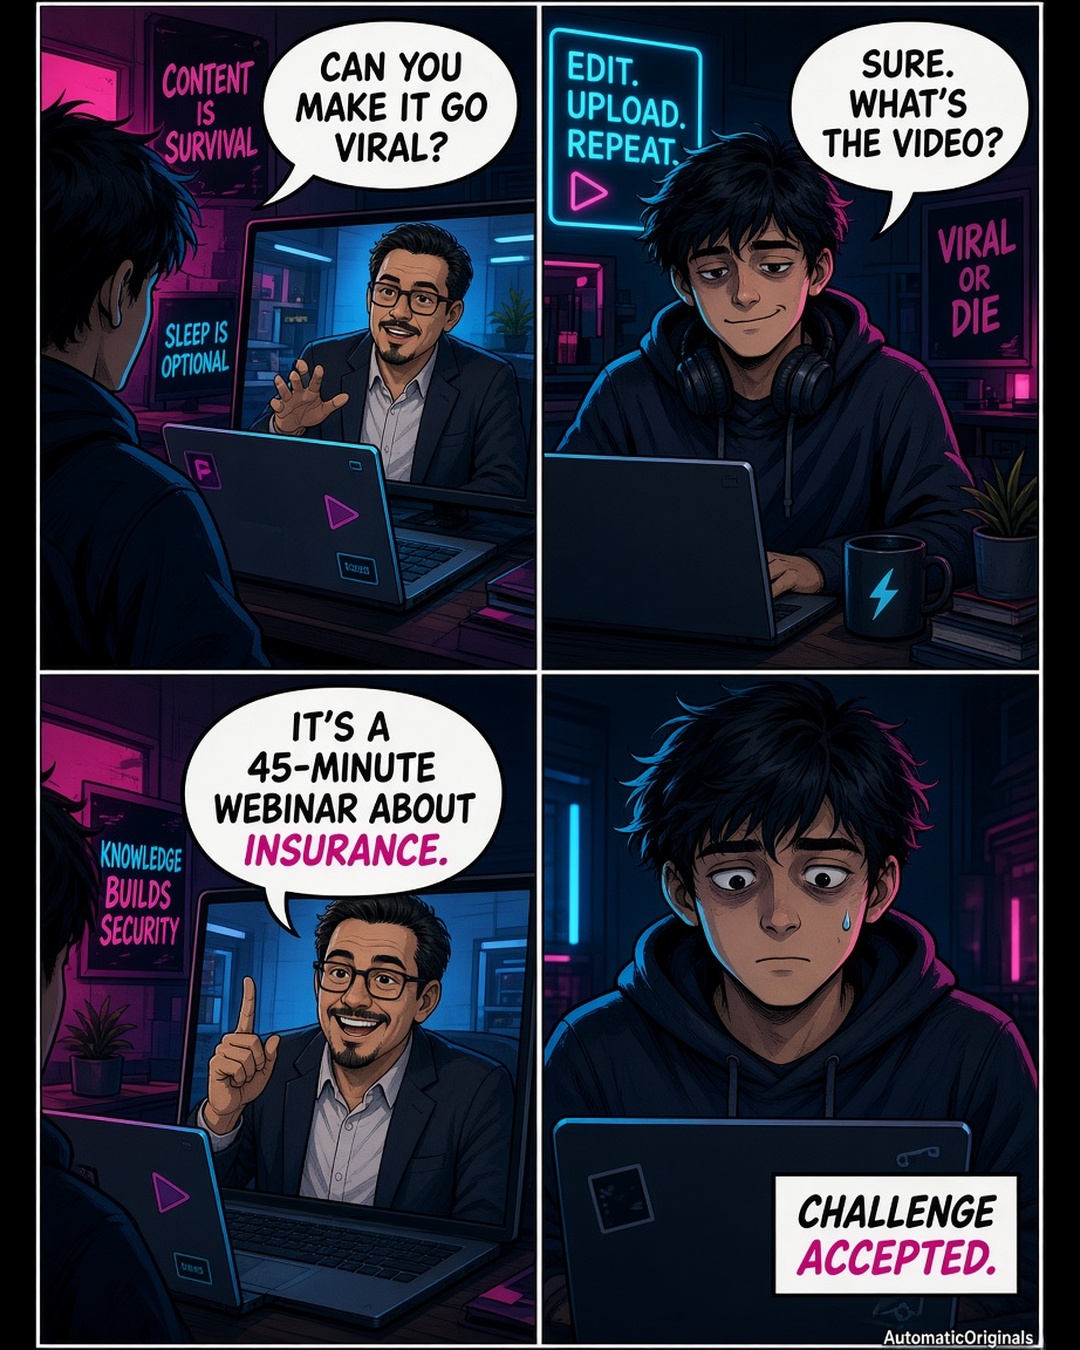 CONTENT
IS
SURVIVAL
CAN YOU
MAKE IT GO
VIRAL?
SLEEP IS
OPTIONAL
P
EDIT.
UPLOAD.
REPEAT.
SURE.
WHAT'S
THE VIDEO?
VIRAL
OR
DIE
IT'S A
45-MINUTE
WEBINAR ABOUT
INSURANCE.
KNOWLEDGE
BUILDS
SECURITY
CHALLENGE
ACCEPTED.
AutomaticOriginals